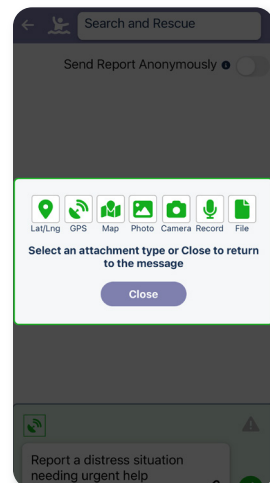 Search and Rescue
Send Report Anonymously
Lat/Lng GPS Map Photo Camera Record File
Select an attachment type or Close to return
to the message
Close
Report a distress situation
needing urgent help